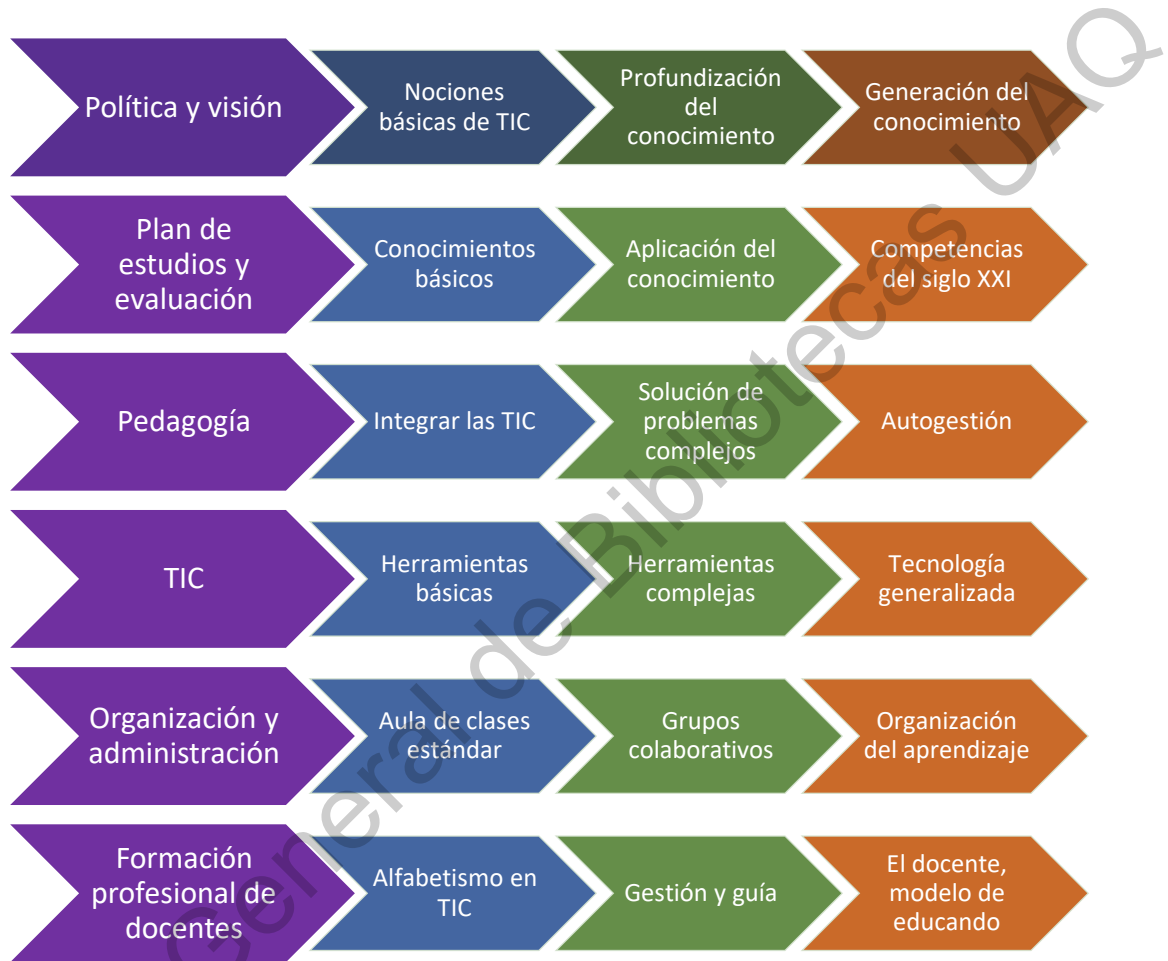 Política y visión
Nociones
básicas de TIC
Profundización
del
conocimiento
Generación del
conocimiento
Plan de
estudios y
evaluación
Conocimientos
básicos
Aplicación del
conocimiento
Competencias
del siglo XXI
Pedagogía
Integrar las TIC
Solución de
problemas
complejos
Autogestión
TIC
Herramientas
básicas
Herramientas
complejas
Tecnología
generalizada
Organización y
administración
Aula de clases
estándar
Grupos
colaborativos
Organización
del aprendizaje
Formación
profesional de
docentes
Alfabetismo en
TIC
Gestión y guía
El docente,
modelo de
educando
General de Bibliotecas UAQ